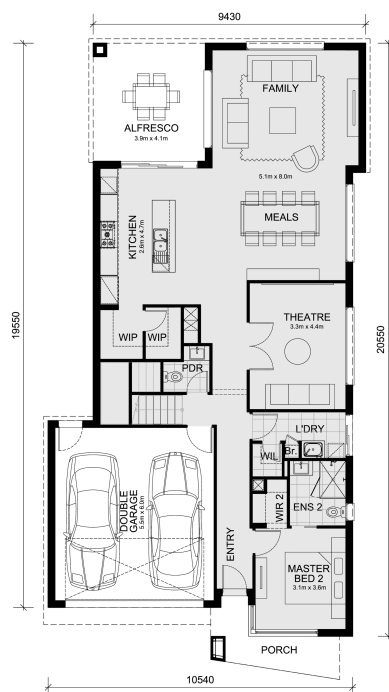 9430
FAMILY
ALFRESCO
3.9m x 4.1m
5.1m x 8.0m
19550
20550
KITCHEN
2.6m x 4.7m
MEALS
THEATRE
3.3m x 4.4m
WIP
WIP
PDR
L'DRY
Br.
WIL
WIR 2
ENS 2
DOUBLE
GARAGE
5.5m x 6.0m
ENTRY
MASTER
BED 2
3.1m x 3.6m
PORCH
10540